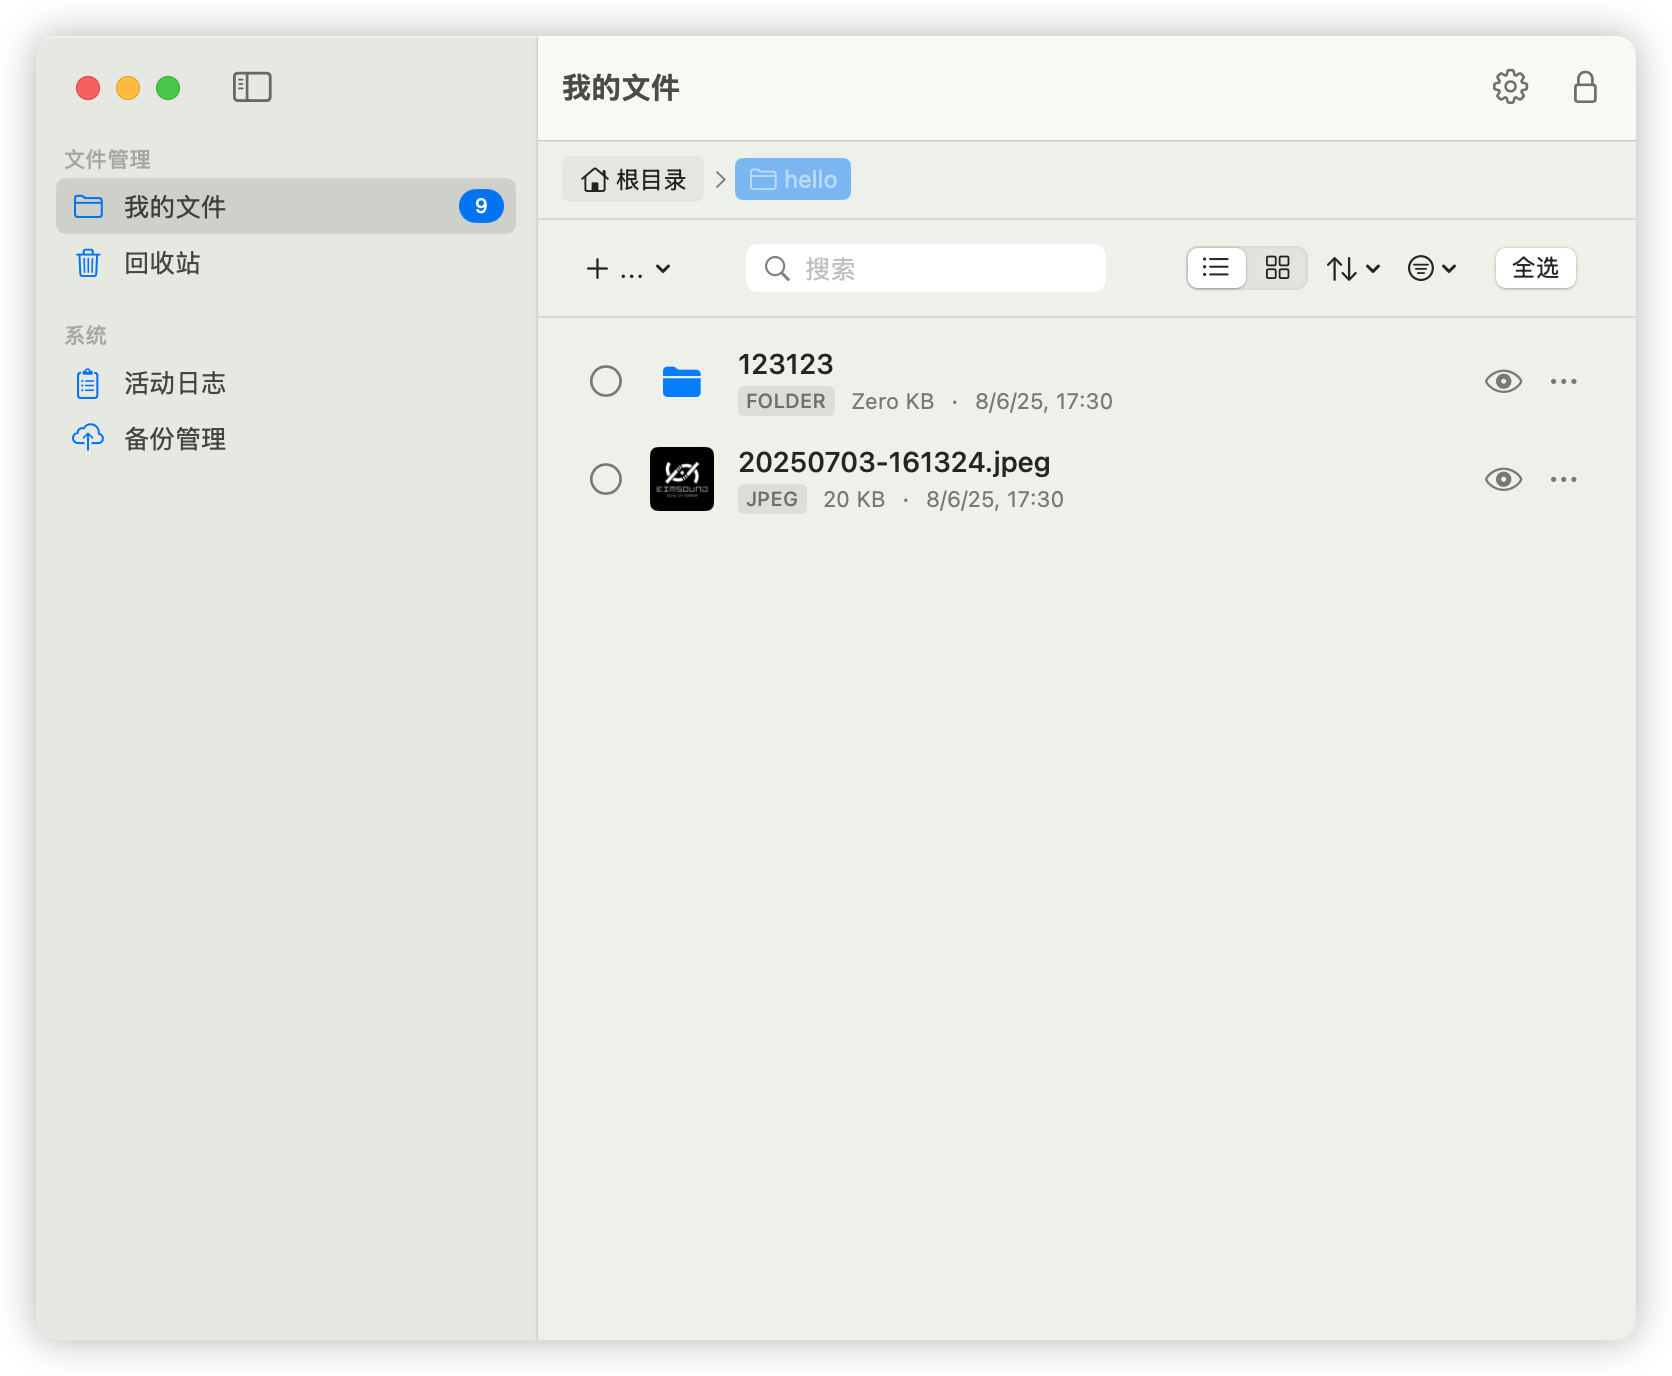 我的文件
文件管理
我的文件 9
回收站
系统
活动日志
备份管理
根目录 > hello
+ ... 搜索 全选
123123
FOLDER Zero KB · 8/6/25, 17:30
EIMSOUND
20250703-161324.jpeg
JPEG 20 KB · 8/6/25, 17:30